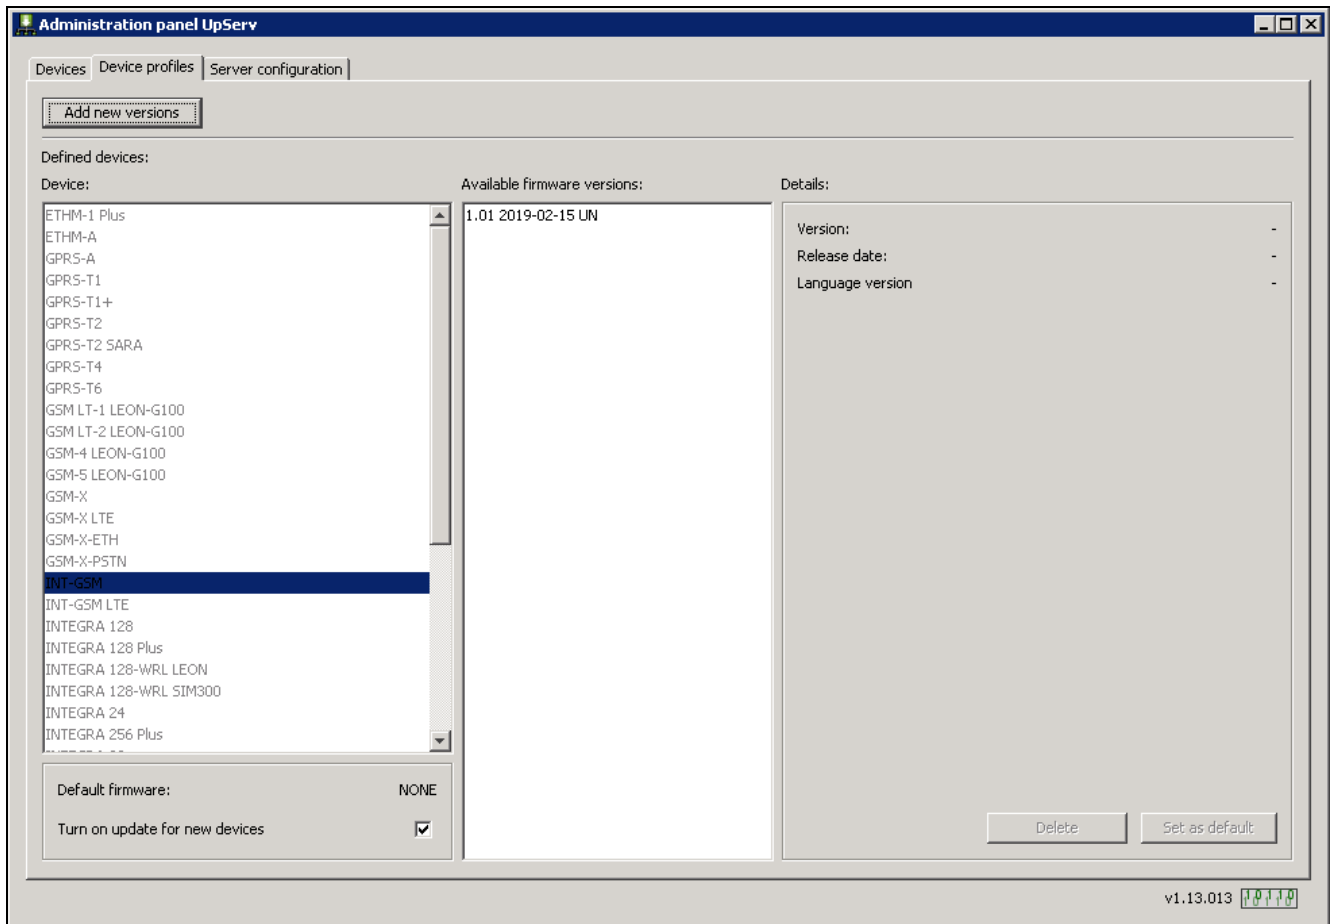 Administration panel UpServ
Devices
Device profiles
Server configuration
Add new versions
Defined devices:
Device:
Available firmware versions:
Details:
ETHM-1 Plus
ETHM-A
GPRS-A
GPRS-T1
GPRS-T1+
GPRS-T2
GPRS-T2 SARA
GPRS-T4
GPRS-T6
GSM LT-1 LEON-G100
GSM LT-2 LEON-G100
GSM-4 LEON-G100
GSM-5 LEON-G100
GSM-X
GSM-X LTE
GSM-X-ETH
GSM-X-PSTN
INT-GSM
INT-GSM LTE
INTEGRA 128
INTEGRA 128 Plus
INTEGRA 128-WRL LEON
INTEGRA 128-WRL SIM300
INTEGRA 24
INTEGRA 256 Plus
1.01 2019-02-15 UN
Version: -
Release date: -
Language version -
Default firmware: NONE
Turn on update for new devices
Delete
Set as default
v1.13.013